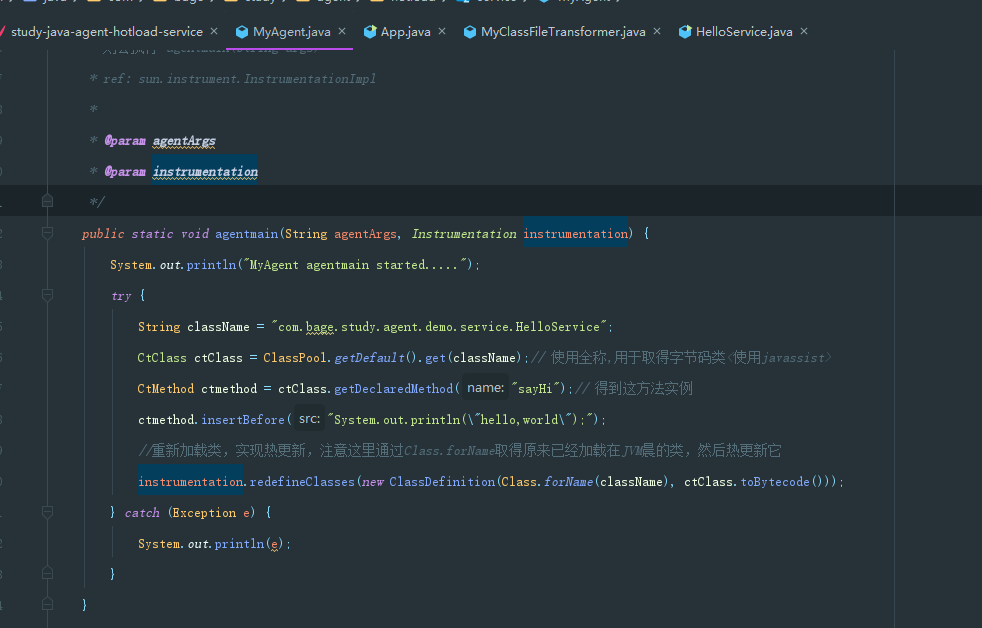 study-java-agent-hotload-service × MyAgent.java × App.java × MyClassFileTransformer.java × HelloService.java ×
* ref: sun.instrument.InstrumentationImpl
*
* @param agentArgs
* @param instrumentation
*/
public static void agentmain(String agentArgs, Instrumentation instrumentation) {
System.out.println("MyAgent agentmain started.....");
try {
String className = "com.bage.study.agent.demo.service.HelloService";
CtClass ctClass = ClassPool.getDefault().get(className);// 使用全称,用于取得字节码类<使用javassist>
CtMethod ctmethod = ctClass.getDeclaredMethod( name: "sayHi");// 得到这方法实例
ctmethod.insertBefore( src: "System.out.println(\"hello,world\");");
//重新加载类，实现热更新，注意这里通过Class.forName取得原来已经加载在JVM晨的类，然后热更新它
instrumentation.redefineClasses(new ClassDefinition(Class.forName(className), ctClass.toBytecode()));
} catch (Exception e) {
System.out.println(e);
}
}